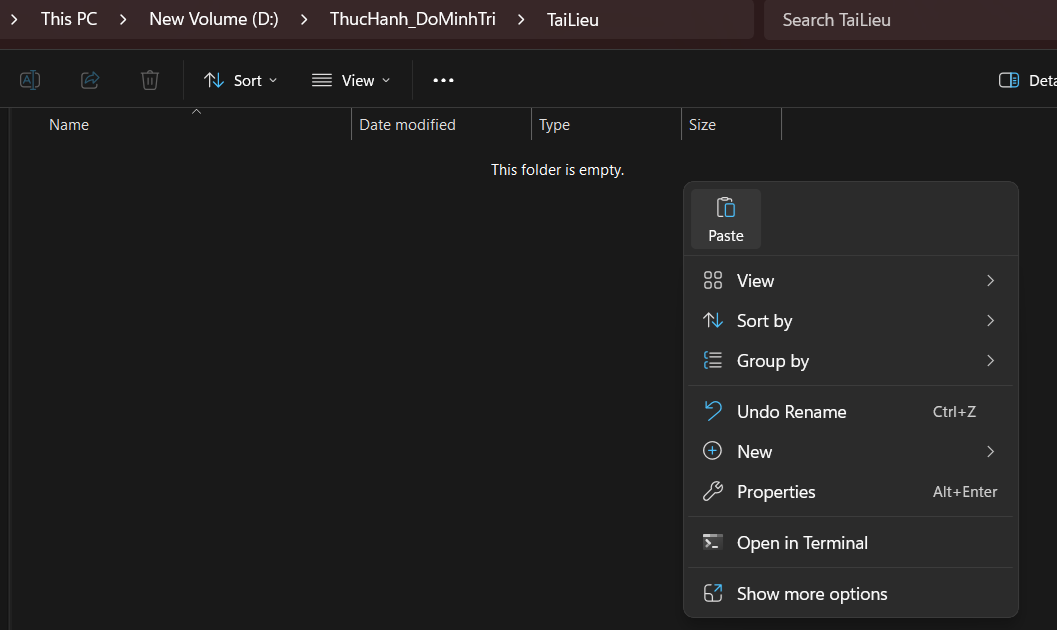 This PC > New Volume (D:) > ThucHanh_DoMinhTri > TaiLieu Search TaiLieu
Sort View ••• Deta
Name Date modified Type Size
This folder is empty.
Paste
View
Sort by
Group by
Undo Rename Ctrl+Z
New
Properties Alt+Enter
Open in Terminal
Show more options